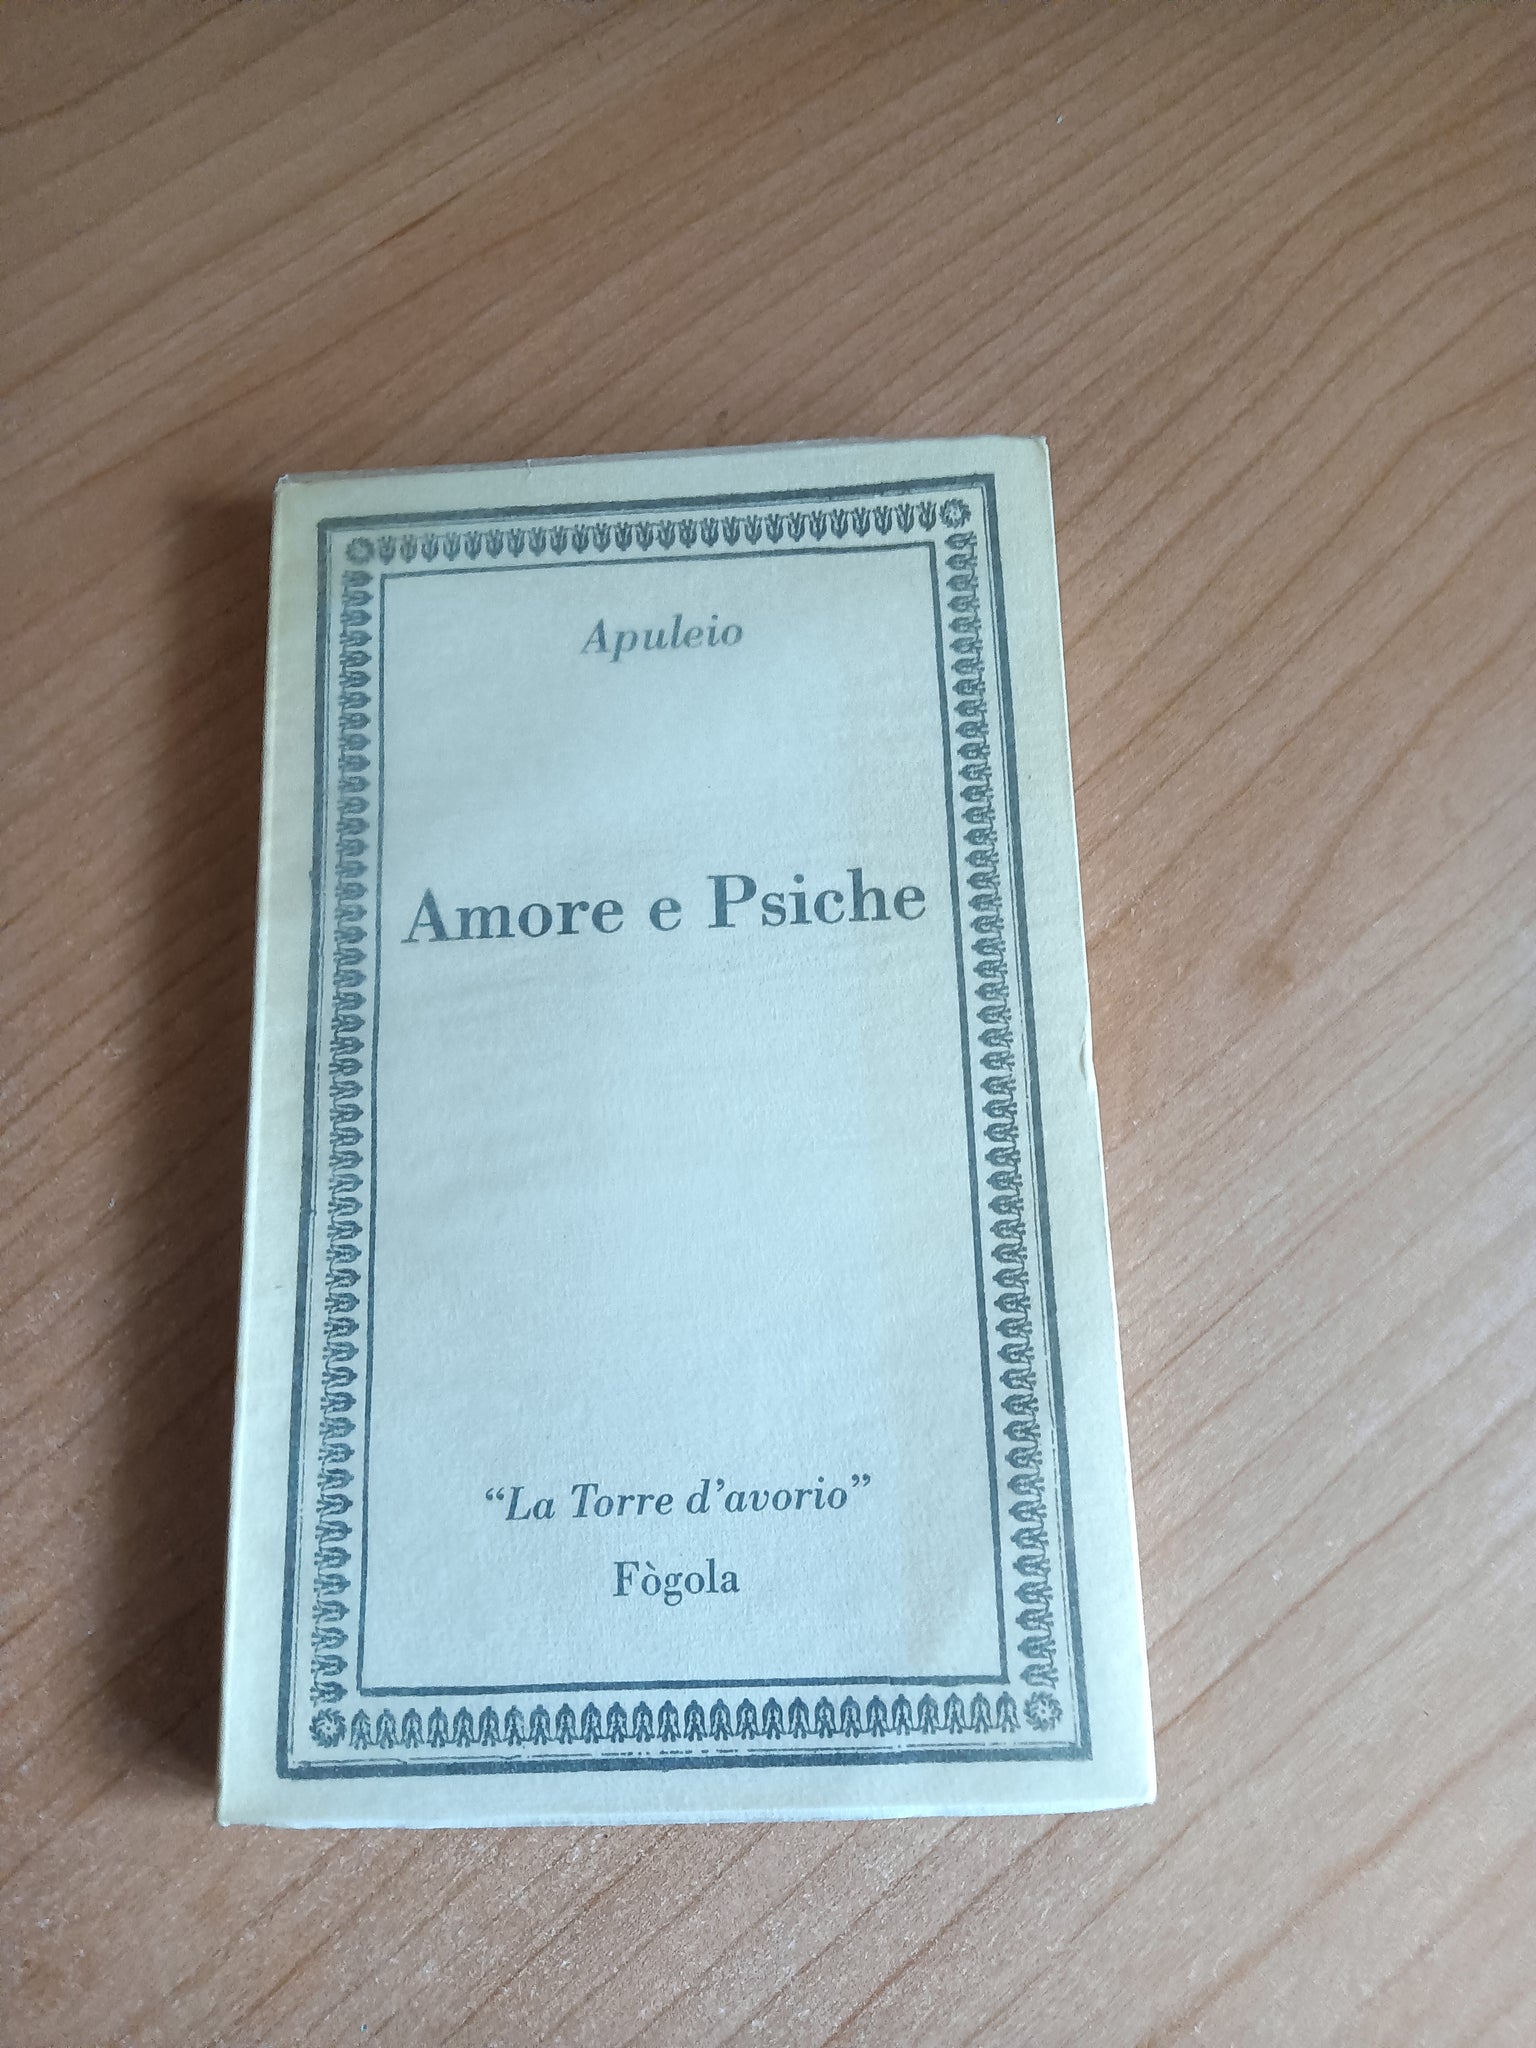 Apuleio
Amore e Psiche
“La Torre d’avorio”
Fògola